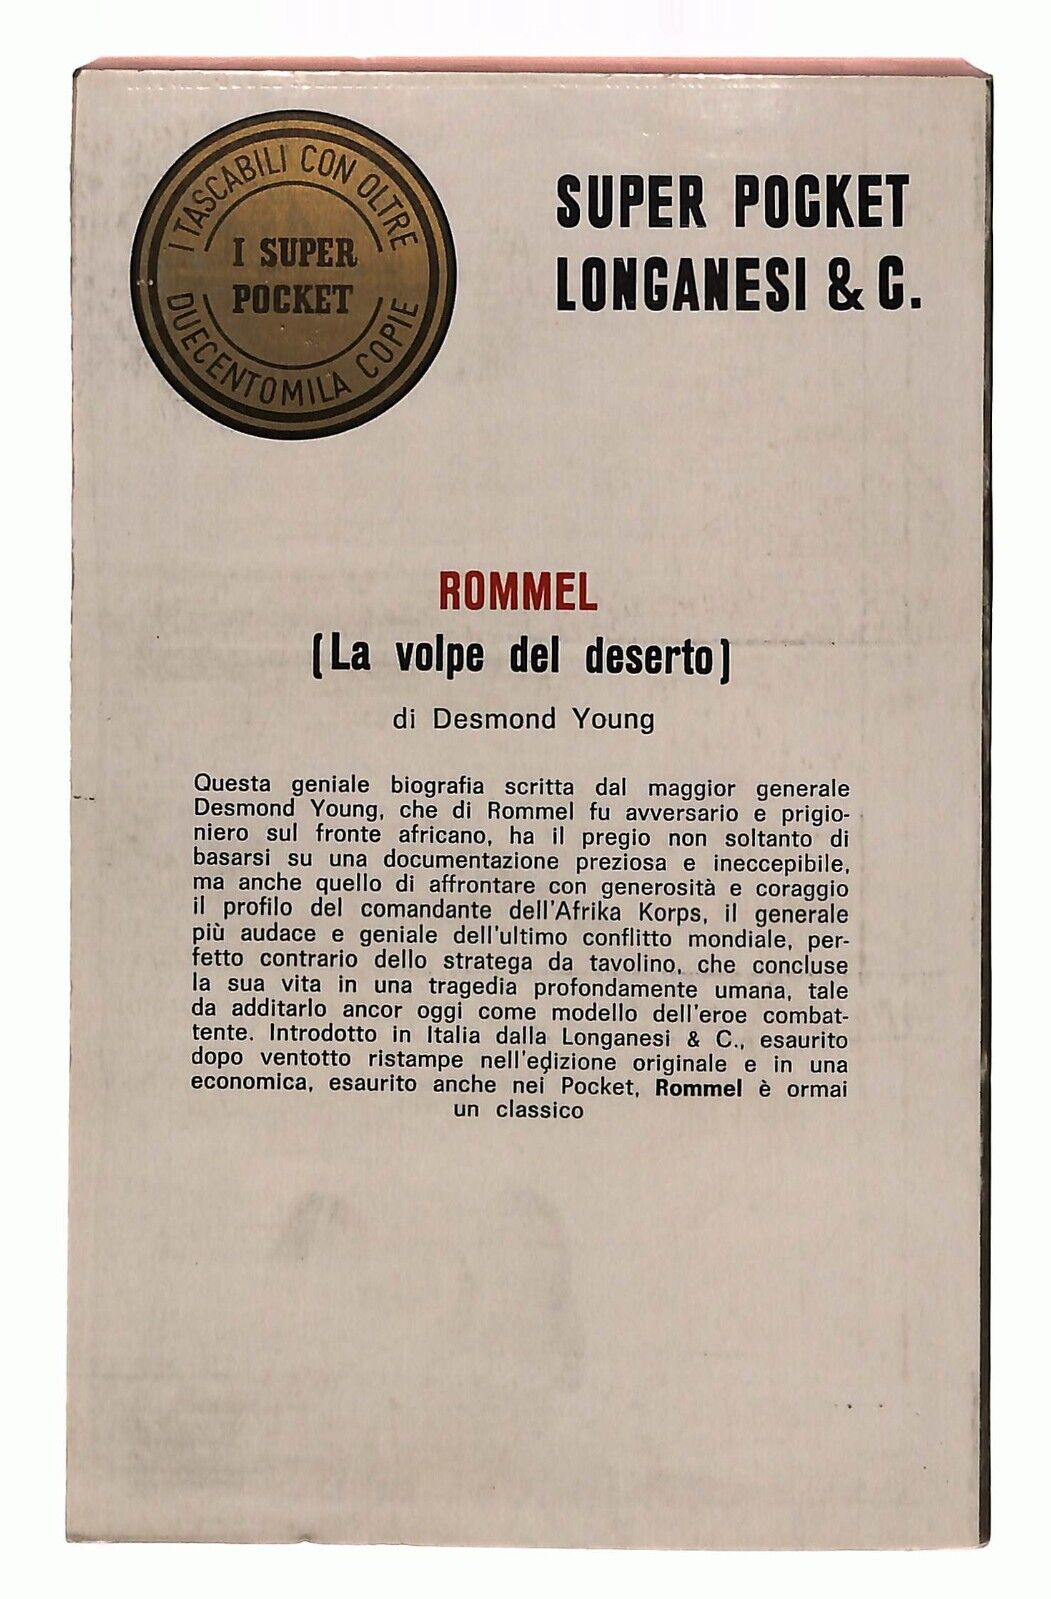 I TASCABILI CON OLTRE
I SUPER
POCKET
DUECENTOMILA COPIE
SUPER POCKET
LONGANESI & C.
ROMMEL
(La volpe del deserto)
di Desmond Young
Questa geniale biografia scritta dal maggior generale
Desmond Young, che di Rommel fu avversario e prigio-
niero sul fronte africano, ha il pregio non soltanto di
basarsi su una documentazione preziosa e ineccepibile,
ma anche quello di affrontare con generosità e coraggio
il profilo del comandante dell'Afrika Korps, il generale
più audace e geniale dell'ultimo conflitto mondiale, per-
fetto contrario dello stratega da tavolino, che concluse
la sua vita in una tragedia profondamente umana, tale
da additarlo ancor oggi come modello dell'eroe combat-
tente. Introdotto in Italia dalla Longanesi & C., esaurito
dopo ventotto ristampe nell'edizione originale e in una
economica, esaurito anche nei Pocket, Rommel è ormai
un classico